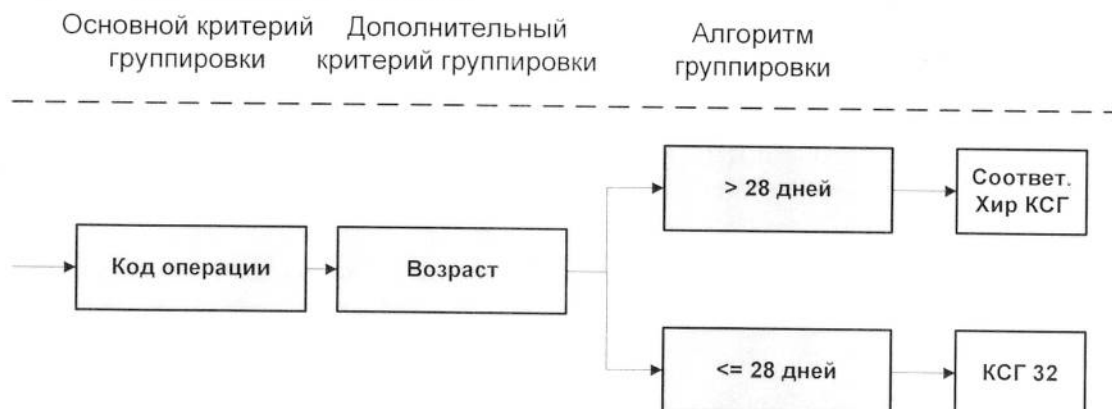 Основной критерий
группировки
Дополнительный
критерий группировки
Алгоритм
группировки
> 28 дней
Соответ.
Хир КСГ
Код операции
Возраст
<= 28 дней
КСГ 32